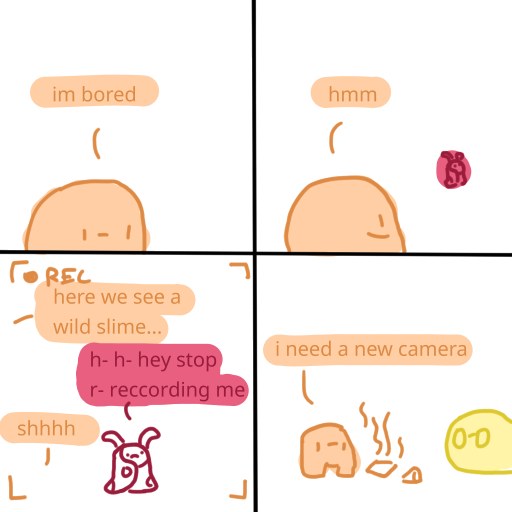 im bored
hmm
REC
here we see a
wild slime...
h- h- hey stop
r- reccording me
shhhh
i need a new camera